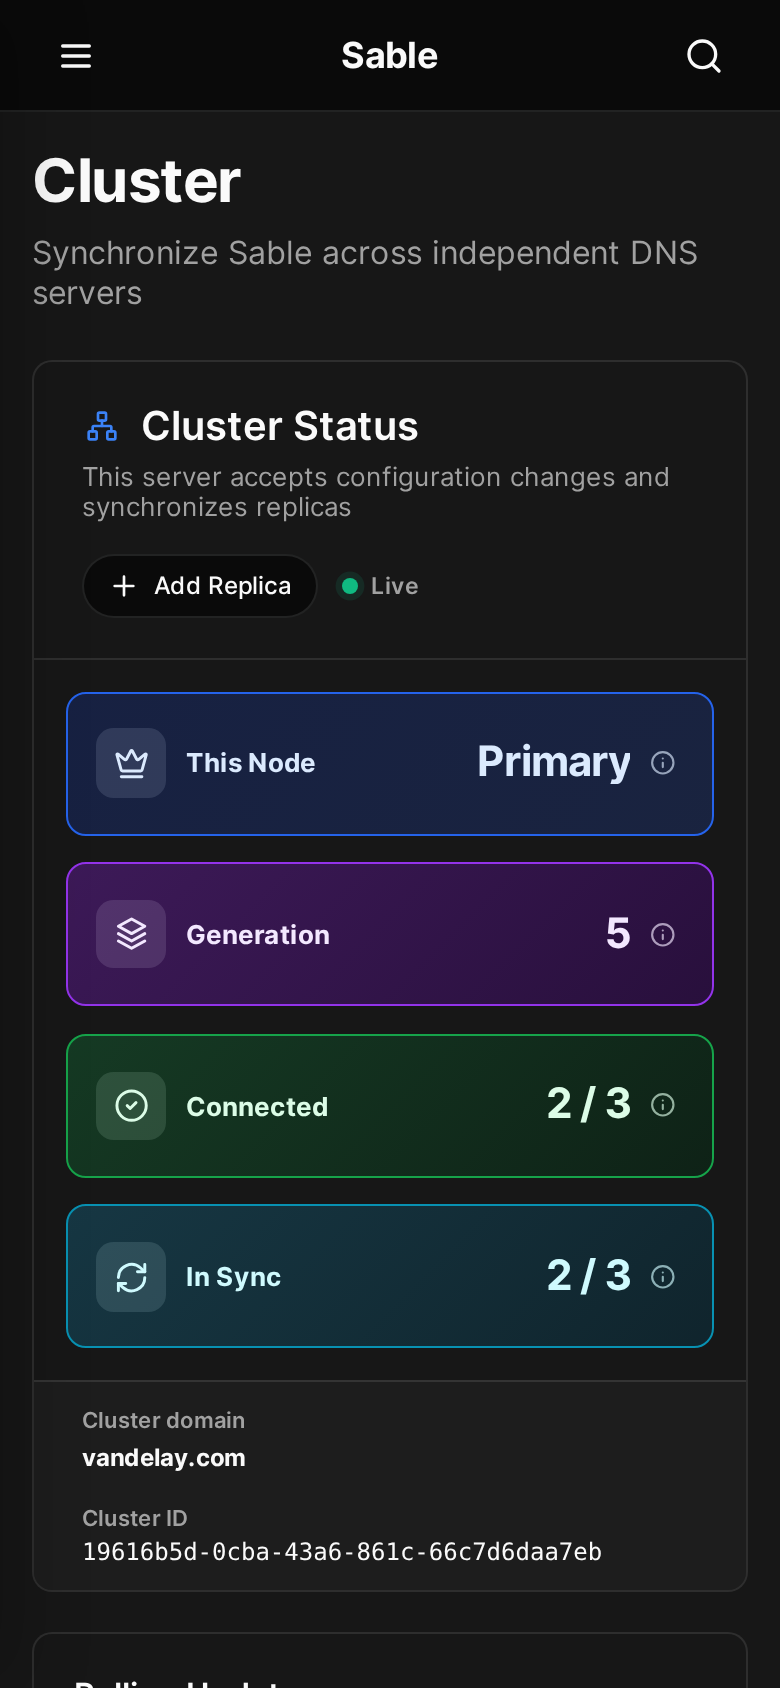 Sable
Cluster
Synchronize Sable across independent DNS
servers
Cluster Status
This server accepts configuration changes and
synchronizes replicas
Add Replica
Live
This Node
Primary
Generation
5
Connected
2 / 3
In Sync
2 / 3
Cluster domain
vandelay.com
Cluster ID
19616b5d-0cba-43a6-861c-66c7d6daa7eb